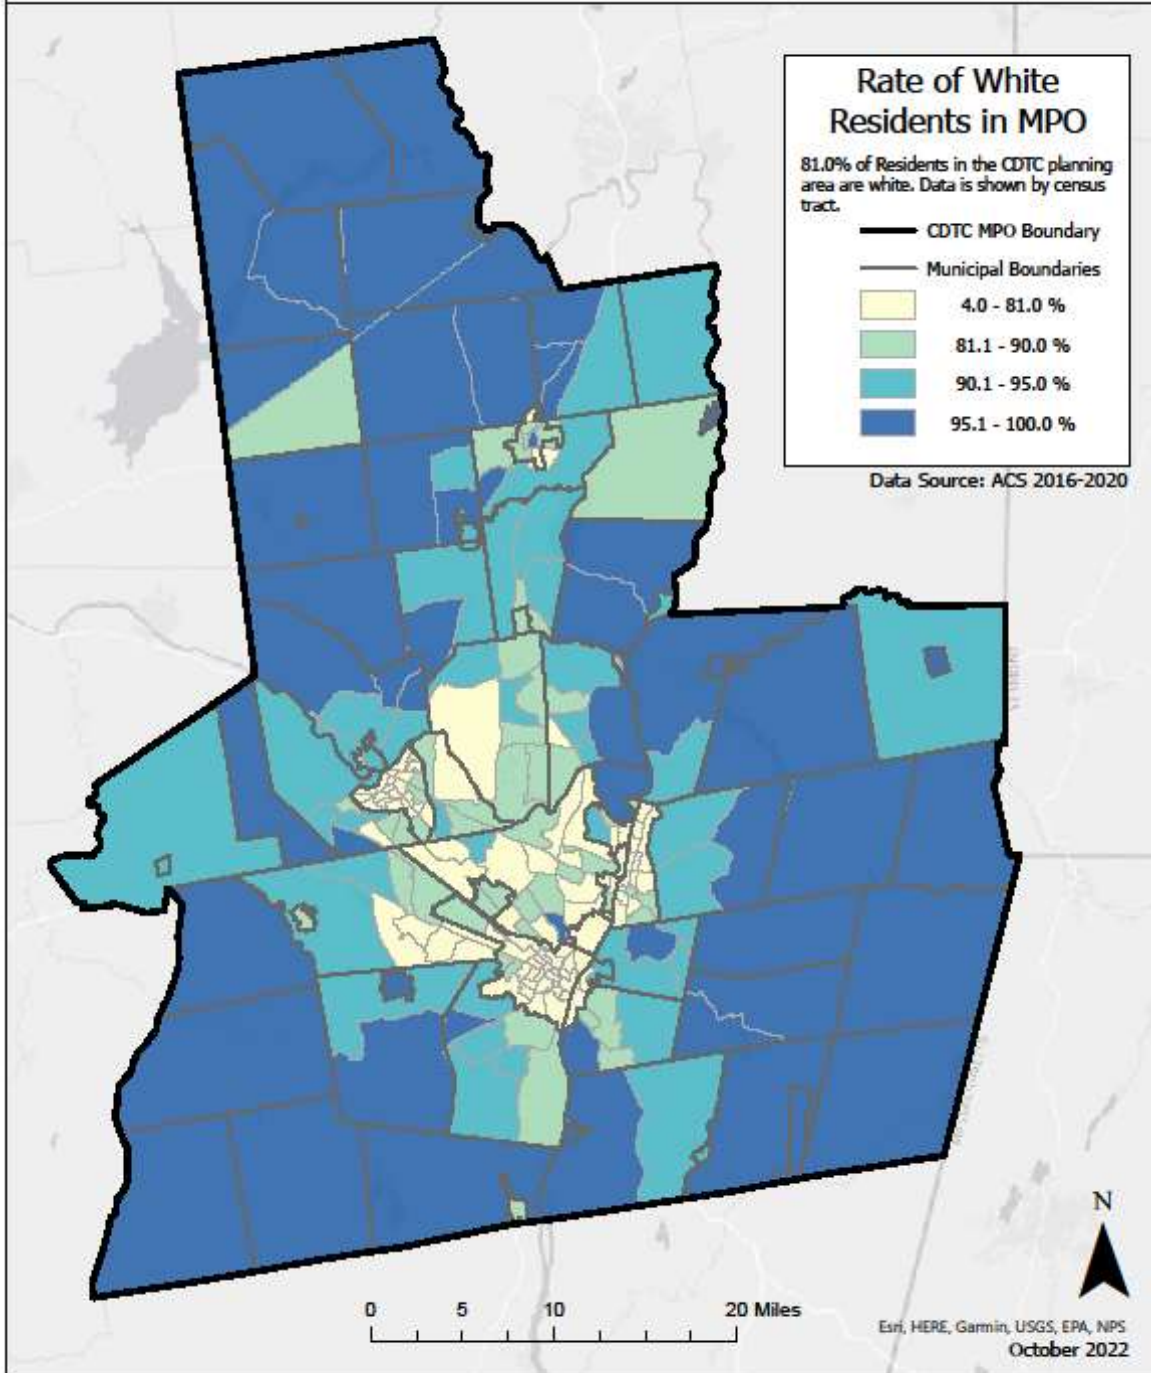 Rate of White
Residents in MPO
81.0% of Residents in the CDTC planning
area are white. Data is shown by census
tract.
CDTC MPO Boundary
Municipal Boundaries
4.0 - 81.0 %
81.1 - 90.0 %
90.1 - 95.0 %
95.1 - 100.0 %
Data Source: ACS 2016-2020
N
0 5 10 20 Miles
Esri, HERE, Garmin, USGS, EPA, NPS
October 2022